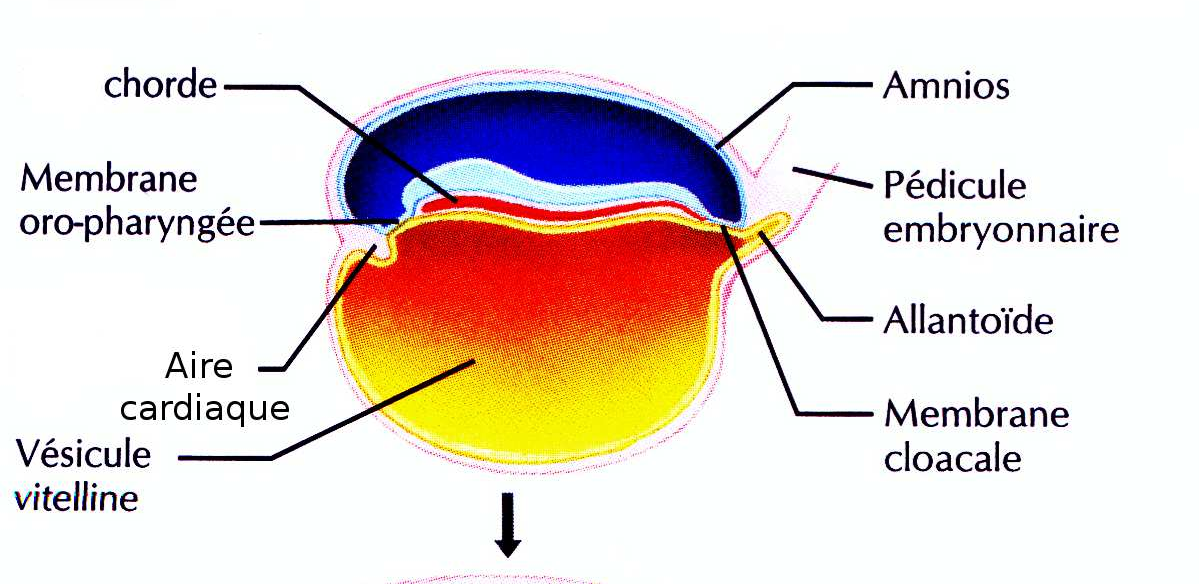 chorde
Membrane
oro-pharyngée
Aire
cardiaque
Vésicule
vitelline
Amnios
Pédicule
embryonnaire
Allantoïde
Membrane
cloacale